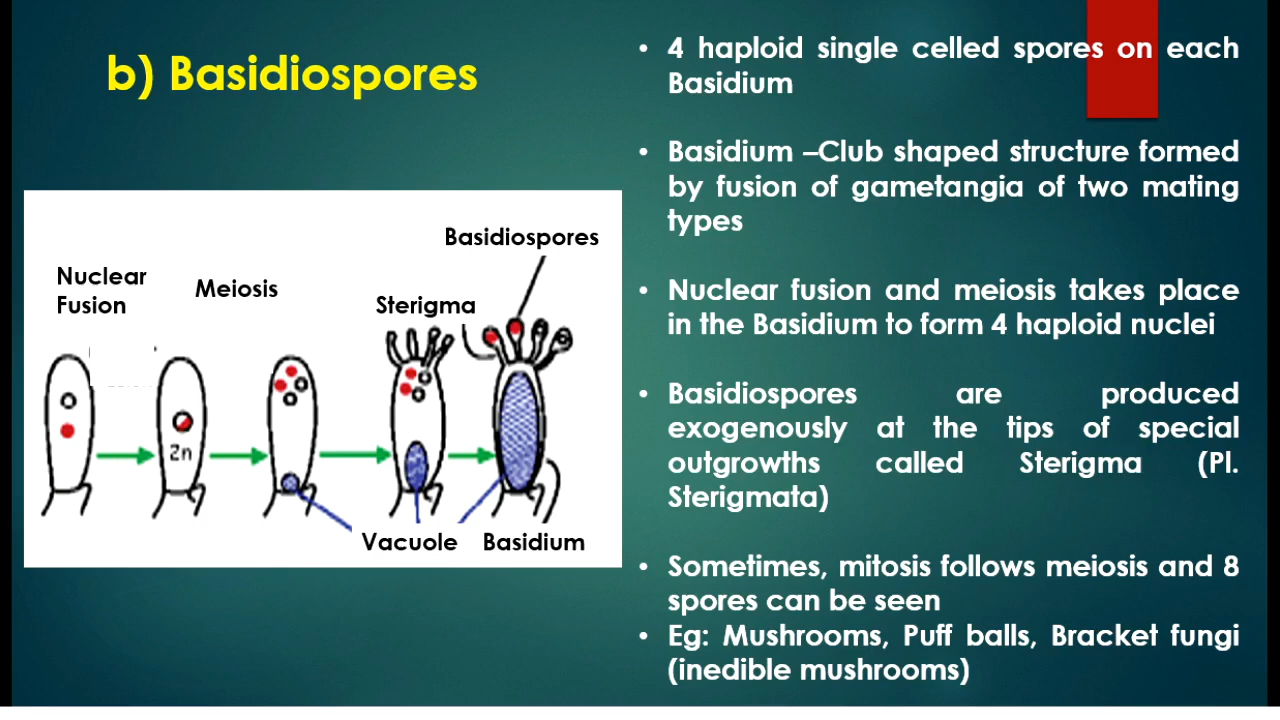 b) Basidiospores
Basidiospores
Nuclear
Fusion
Meiosis
Sterigma
2n
Vacuole
Basidium
• 4 haploid single celled spores on each
Basidium
• Basidium –Club shaped structure formed
by fusion of gametangia of two mating
types
• Nuclear fusion and meiosis takes place
in the Basidium to form 4 haploid nuclei
• Basidiospores are produced
exogenously at the tips of special
outgrowths called Sterigma (Pl.
Sterigmata)
• Sometimes, mitosis follows meiosis and 8
spores can be seen
• Eg: Mushrooms, Puff balls, Bracket fungi
(inedible mushrooms)